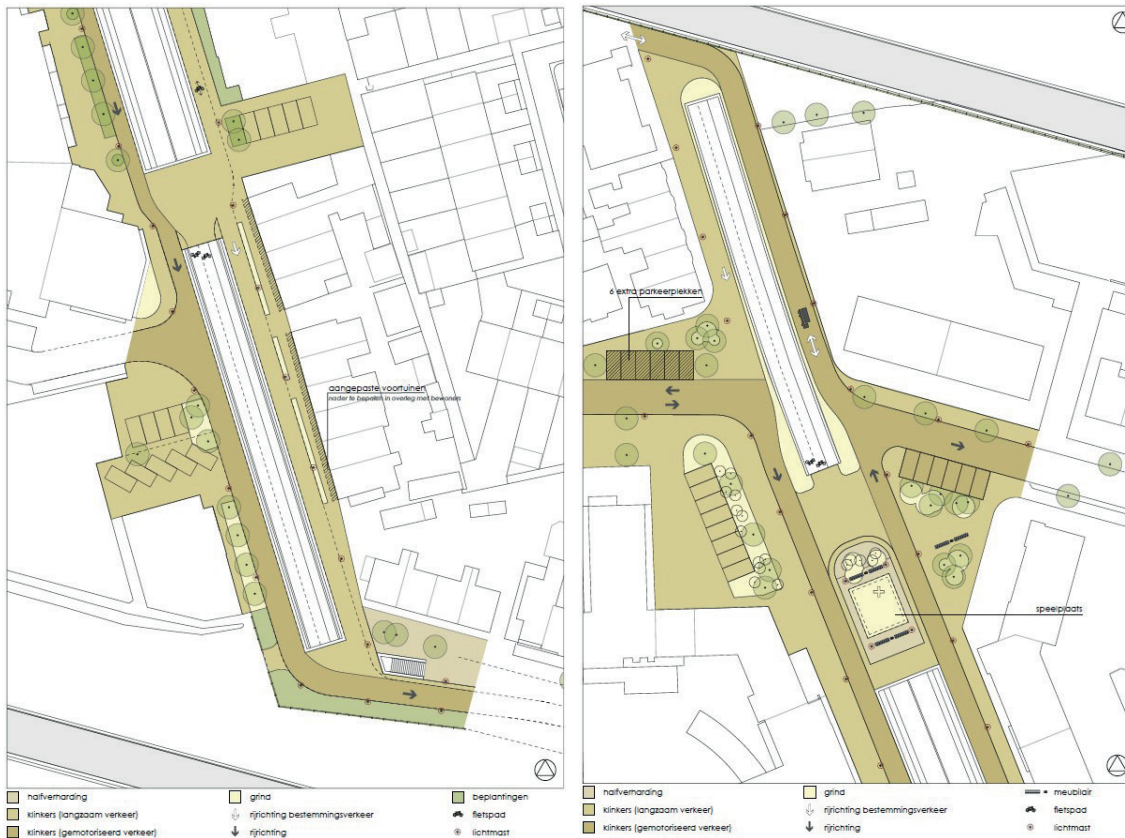 aangepaste voortuinen
nader te bepalen in overleg met bewoners
halfverharding
klinkers (langzaam verkeer)
klinkers (gemotoriseerd verkeer)
grind
rijrichting bestemmingsverkeer
rijrichting
beplantingen
fietspad
lichtmast
6 extra parkeerplekken
speelplaats
halfverharding
klinkers (langzaam verkeer)
klinkers (gemotoriseerd verkeer)
grind
rijrichting bestemmingsverkeer
rijrichting
meubilair
fietspad
lichtmast